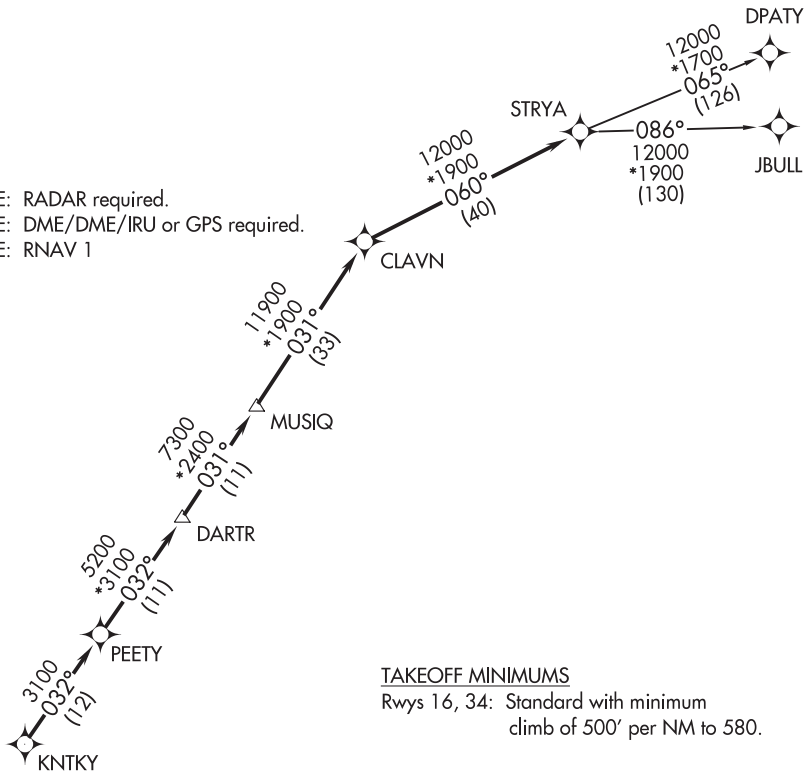 DPATY
12000
*1700
065°
(126)
STRYA
086°
12000
*1900
(130)
JBULL
12000
*1900
060°
(40)
E: RADAR required.
E: DME/DME/IRU or GPS required.
E: RNAV 1
CLAVN
11900
*1900
031°
(33)
MUSIQ
7300
*2400
031°
(11)
DARTR
5200
*3100
032°
(11)
PEETY
3100
032°
(12)
KNTKY
TAKEOFF MINIMUMS
Rwys 16, 34: Standard with minimum
climb of 500' per NM to 580.